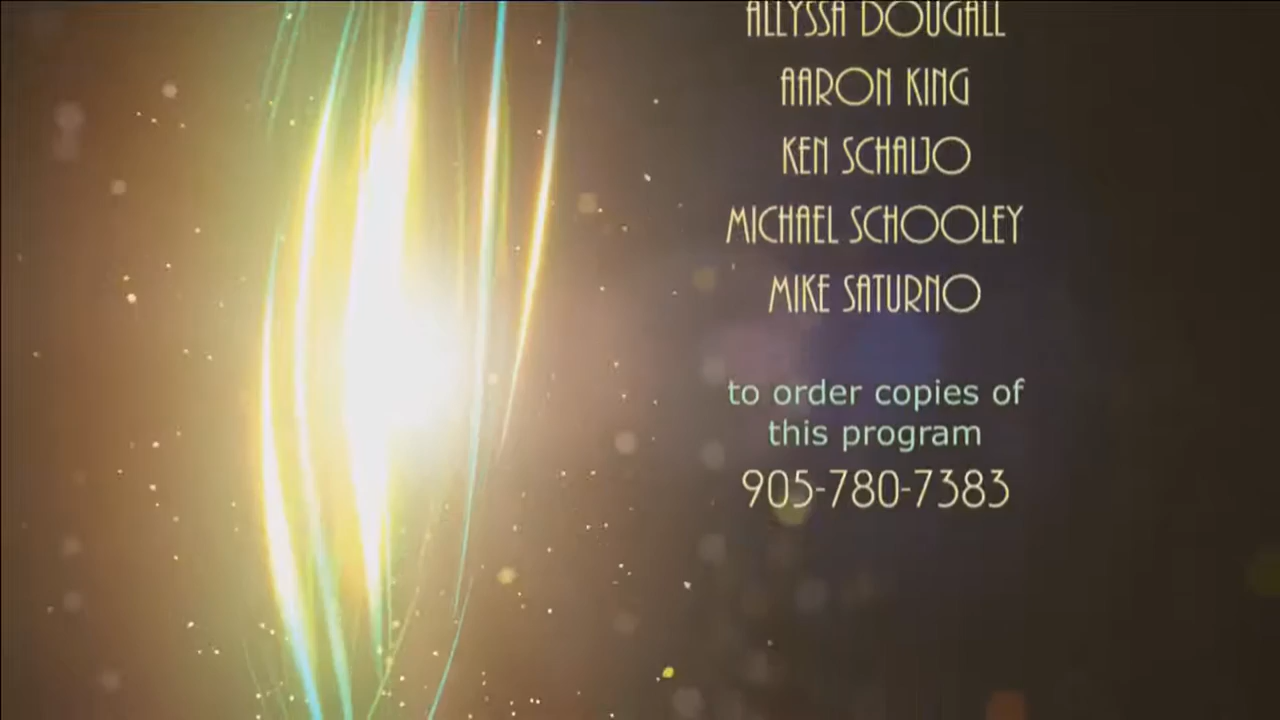 ALLYSSA DOUGALL
AARON KING
KEN SCHAIJO
MICHAEL SCHOOLEY
MIKE SATURNO
to order copies of
this program
905-780-7383